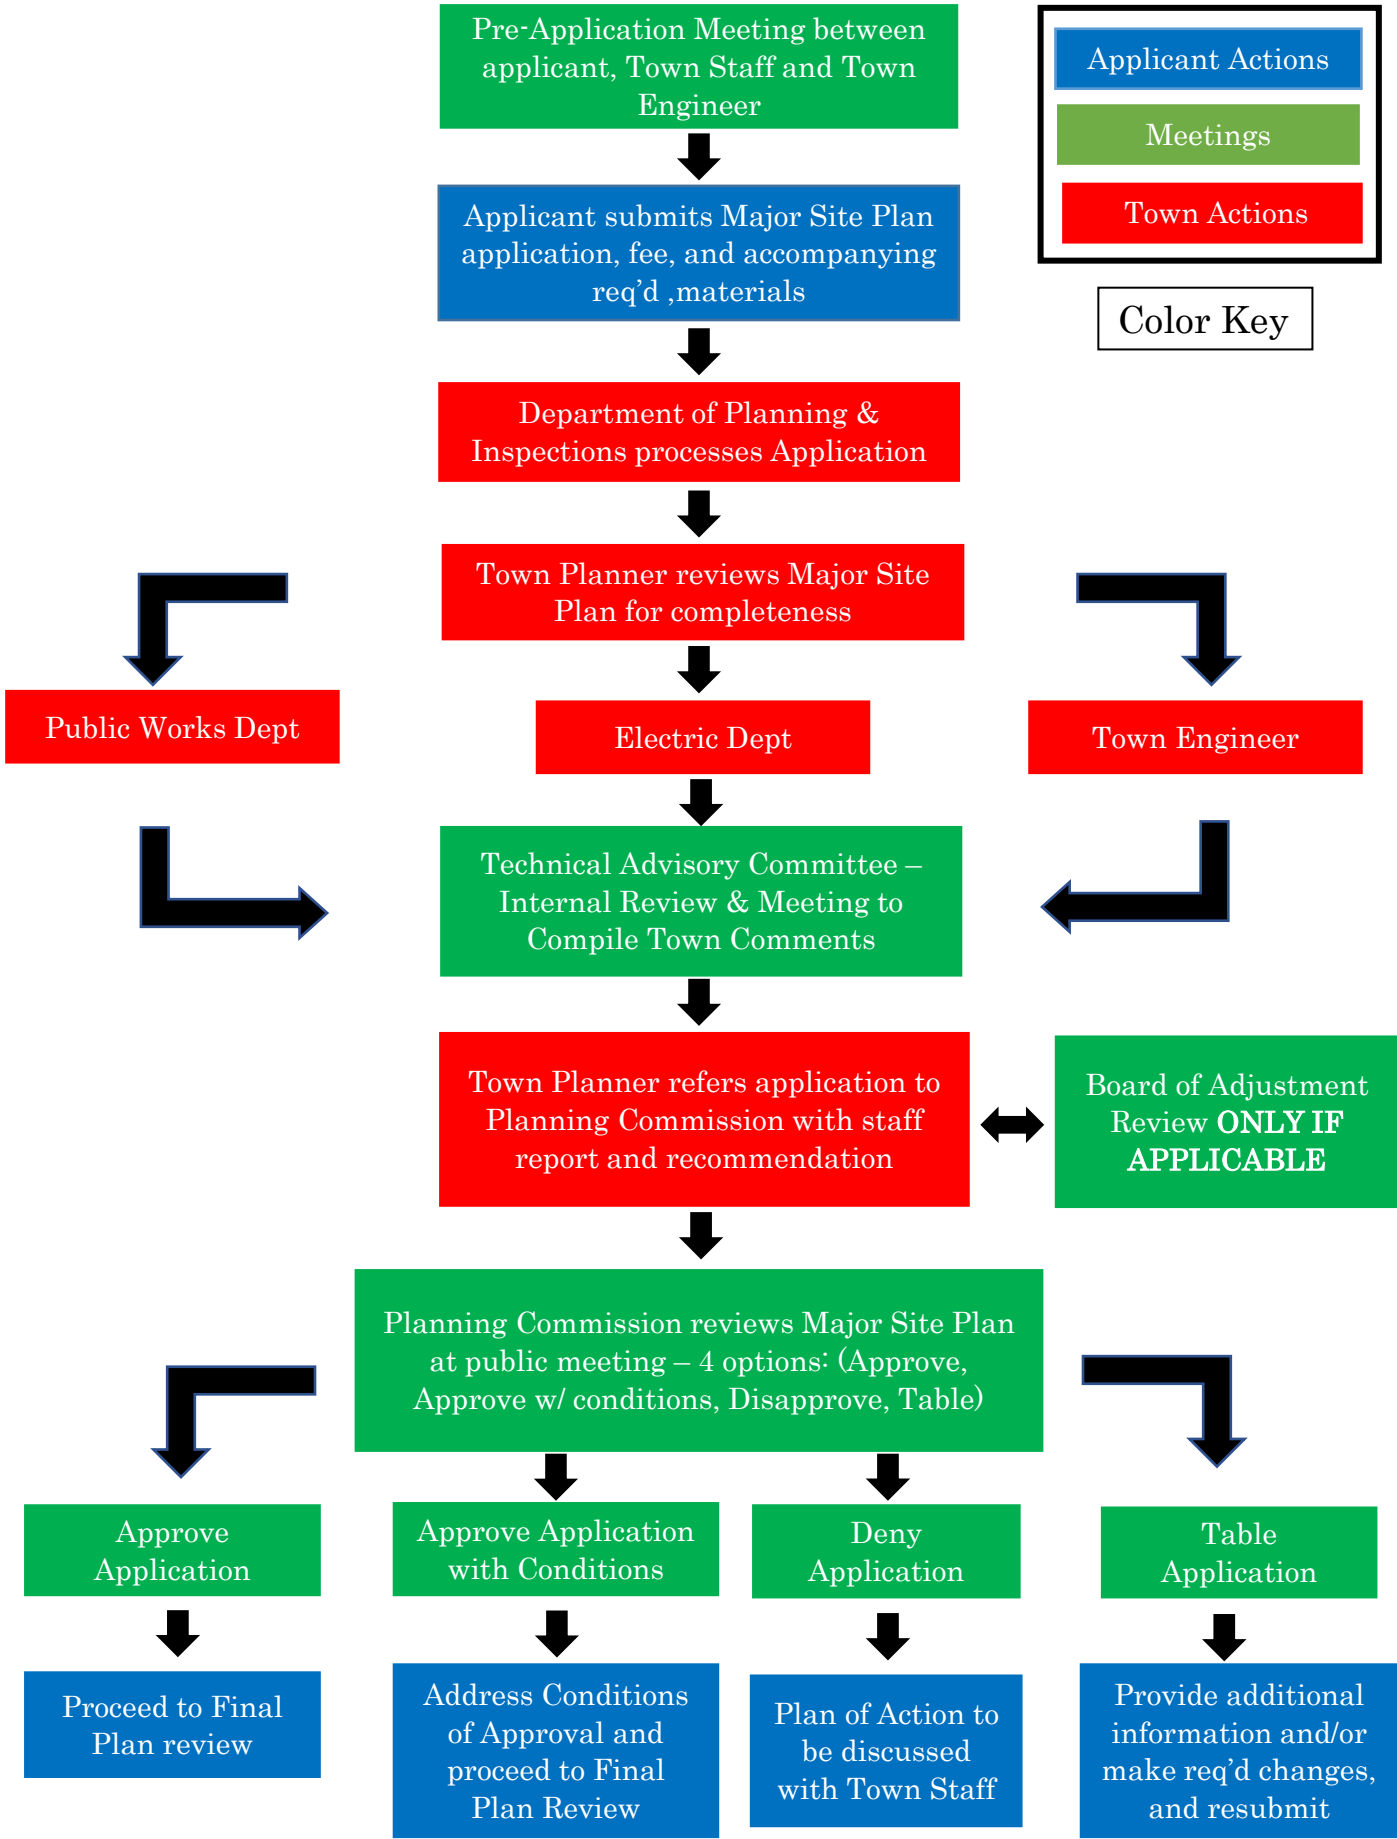 Pre-Application Meeting between
applicant, Town Staff and Town
Engineer
Applicant Actions
Meetings
Town Actions
Color Key
Applicant submits Major Site Plan
application, fee, and accompanying
req’d ,materials
Department of Planning &
Inspections processes Application
Town Planner reviews Major Site
Plan for completeness
Public Works Dept
Electric Dept
Town Engineer
Technical Advisory Committee –
Internal Review & Meeting to
Compile Town Comments
Town Planner refers application to
Planning Commission with staff
report and recommendation
Board of Adjustment
Review ONLY IF
APPLICABLE
Planning Commission reviews Major Site Plan
at public meeting – 4 options: (Approve,
Approve w/ conditions, Disapprove, Table)
Approve
Application
Approve Application
with Conditions
Deny
Application
Table
Application
Proceed to Final
Plan review
Address Conditions
of Approval and
proceed to Final
Plan Review
Plan of Action to
be discussed
with Town Staff
Provide additional
information and/or
make req’d changes,
and resubmit